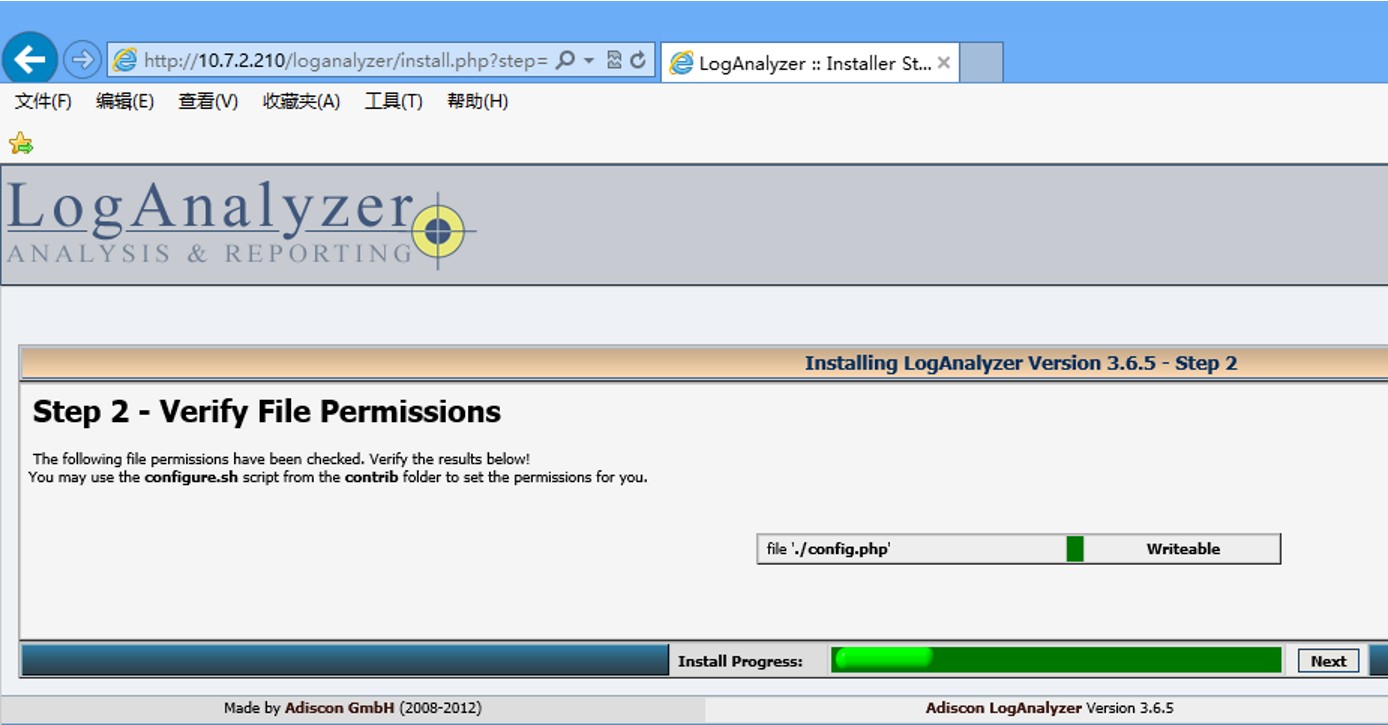 http://10.7.2.210/loganalyzer/install.php?step=
LogAnalyzer :: Installer St...
文件(F) 编辑(E) 查看(V) 收藏夹(A) 工具(T) 帮助(H)
LogAnalyzer
ANALYSIS & REPORTING
Installing LogAnalyzer Version 3.6.5 - Step 2
Step 2 - Verify File Permissions
The following file permissions have been checked. Verify the results below!
You may use the configure.sh script from the contrib folder to set the permissions for you.
file './config.php' Writeable
Install Progress: Next
Made by Adiscon GmbH (2008-2012) Adiscon LogAnalyzer Version 3.6.5